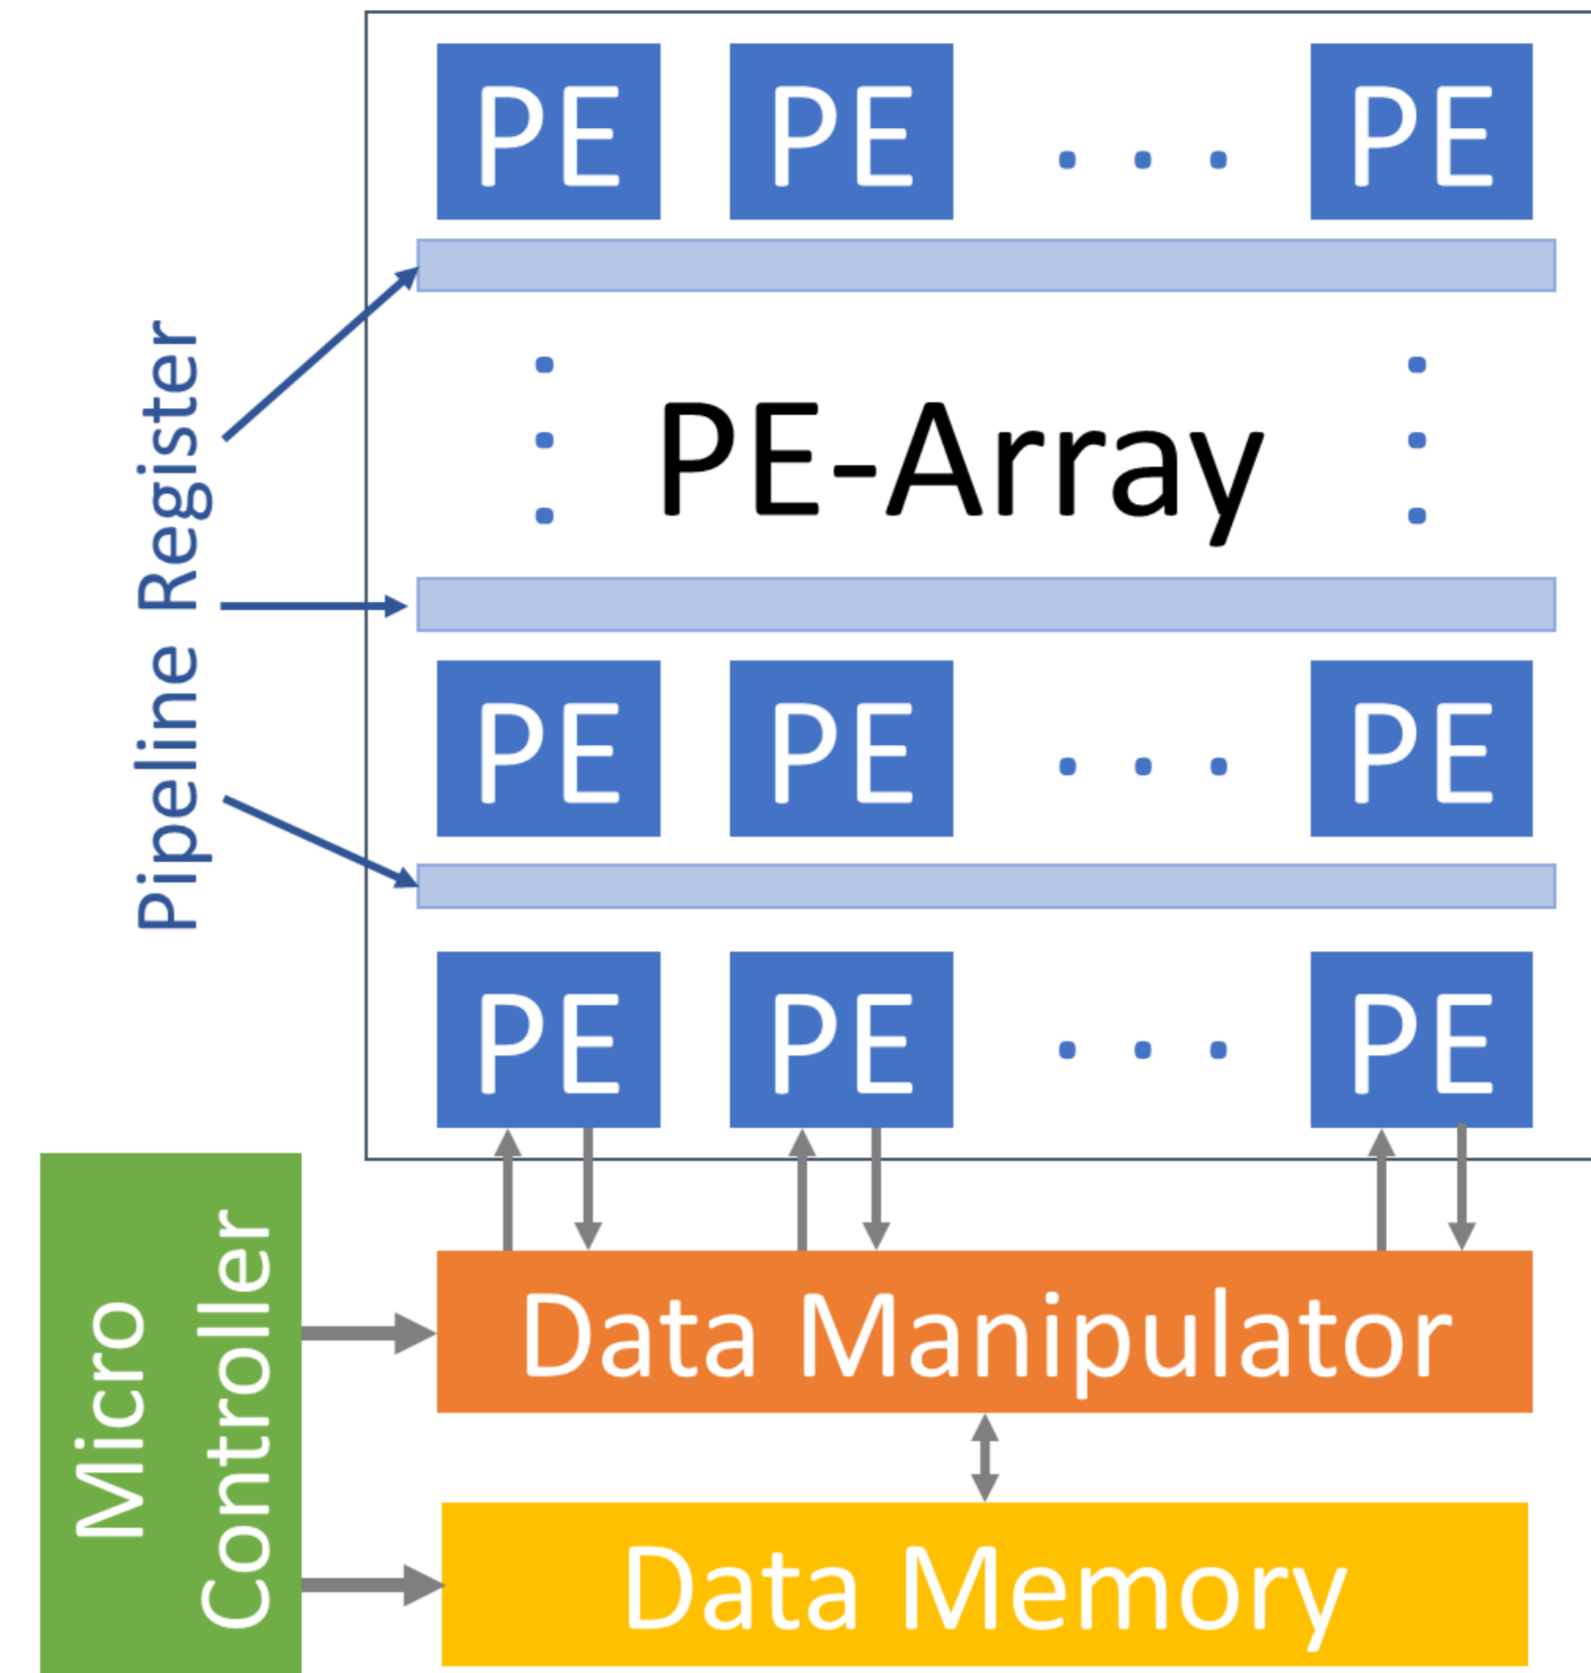 PE PE . . . PE
Pipeline Register
PE-Array
PE PE . . . PE
PE PE . . . PE
Micro
Controller
Data Manipulator
Data Memory